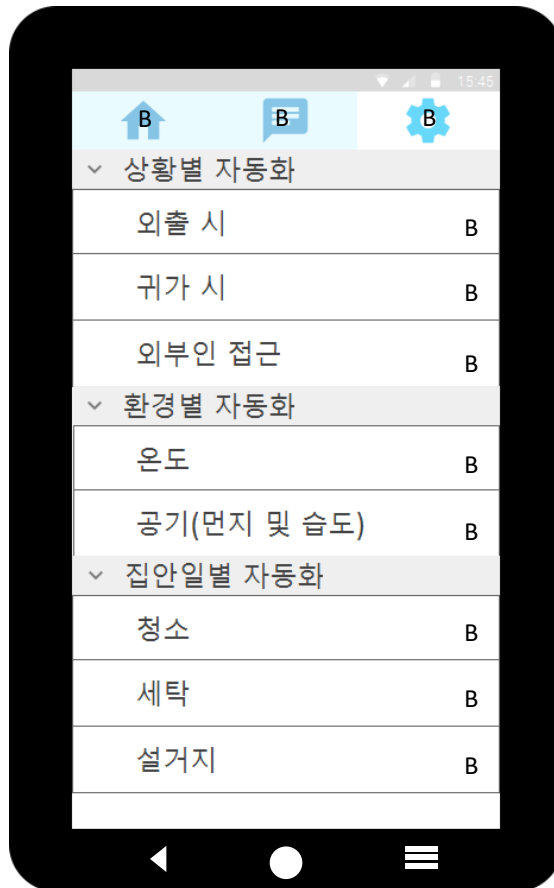 15:45
B B B
상황별 자동화
외출 시 B
귀가 시 B
외부인 접근 B
환경별 자동화
온도 B
공기(먼지 및 습도) B
집안일별 자동화
청소 B
세탁 B
설거지 B